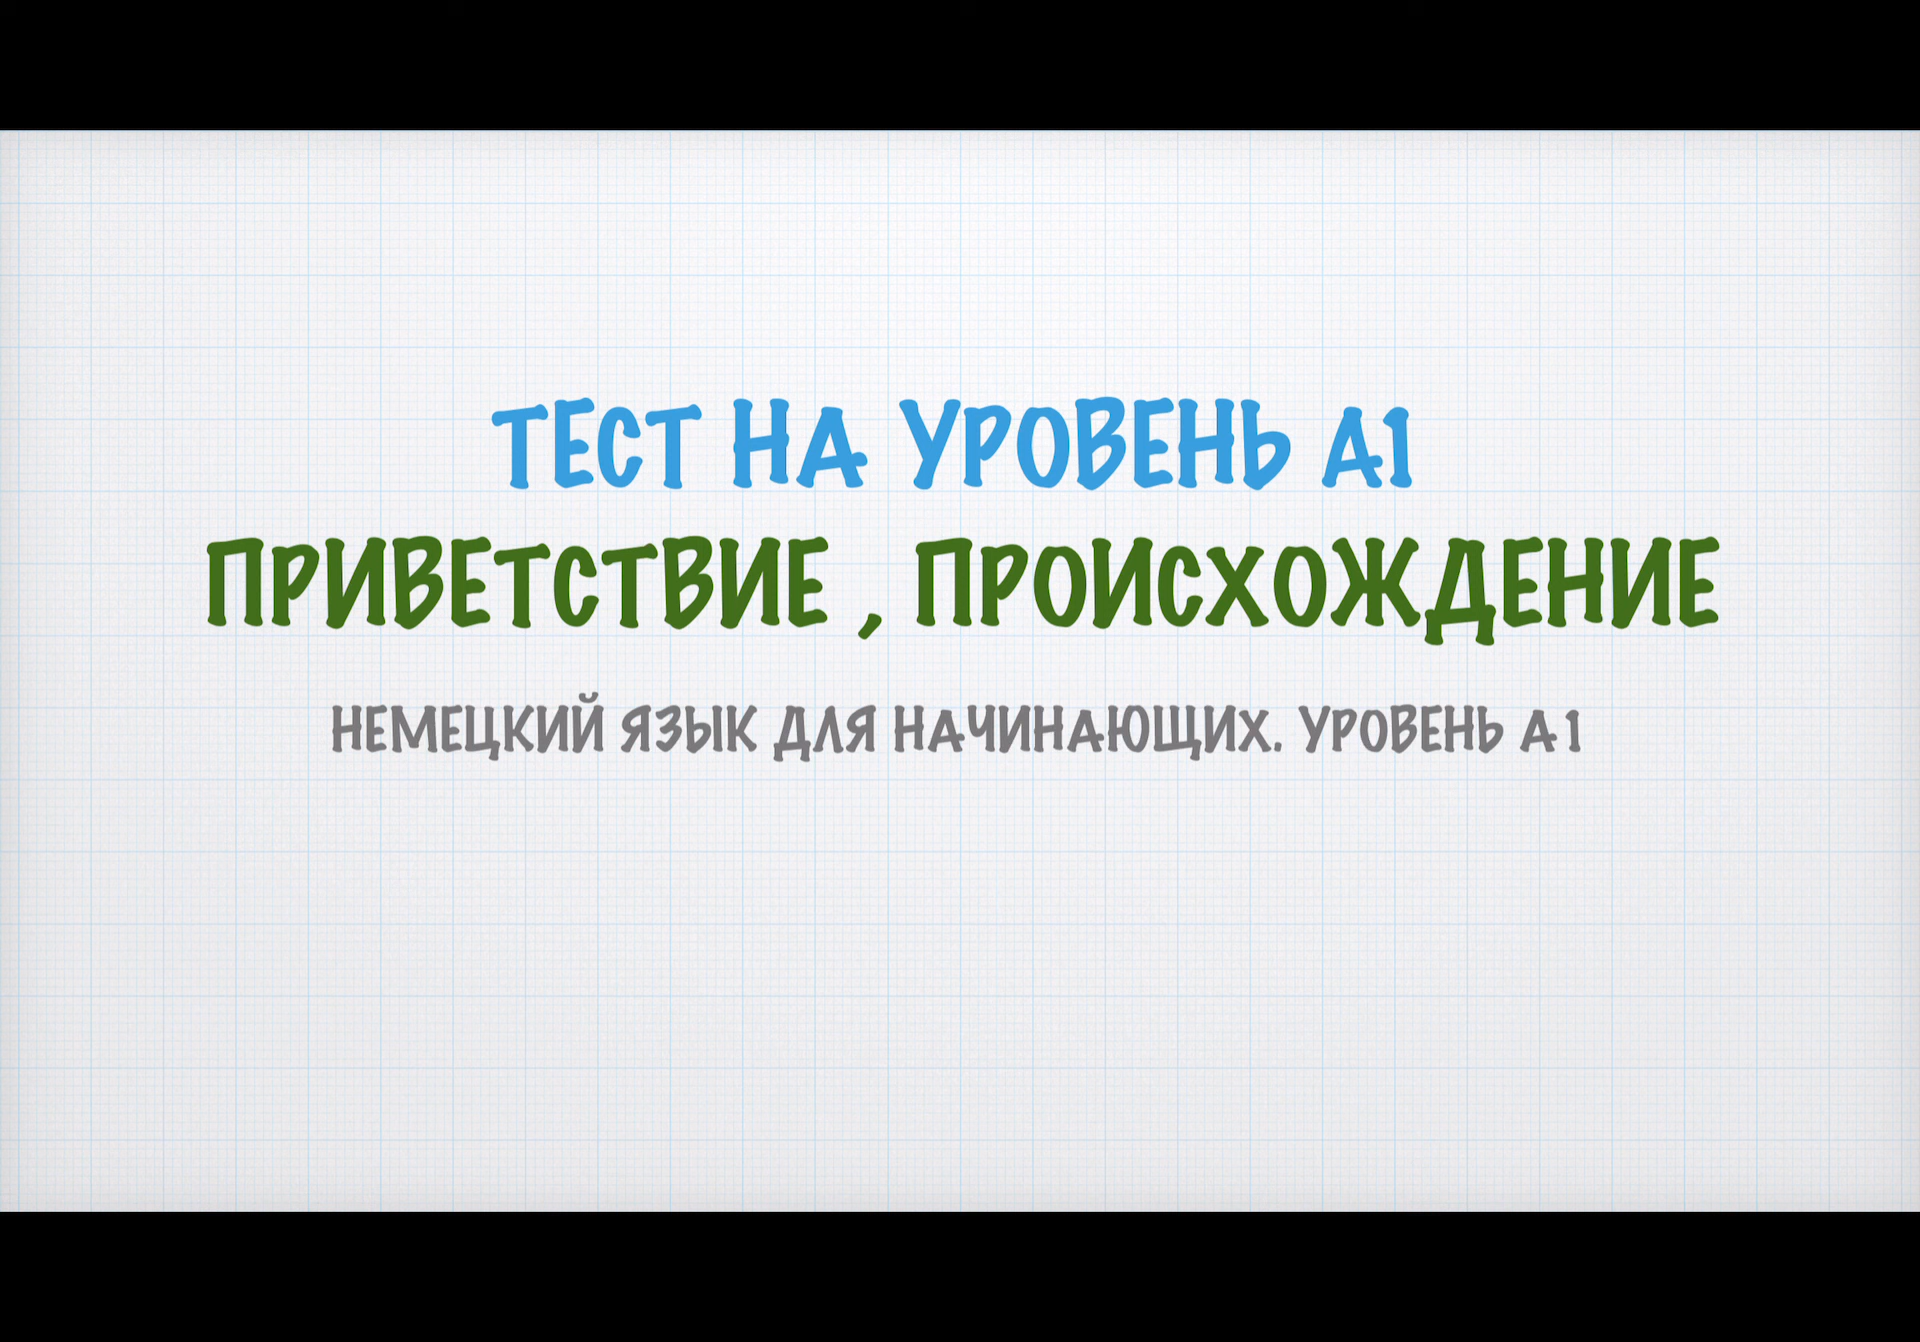 ТЕСТ НА УРОВЕНЬ А1
ПРИВЕТСТВИЕ , ПРОИСХОЖДЕНИЕ
НЕМЕЦКИЙ ЯЗЫК ДЛЯ НАЧИНАЮЩИХ. УРОВЕНЬ А1